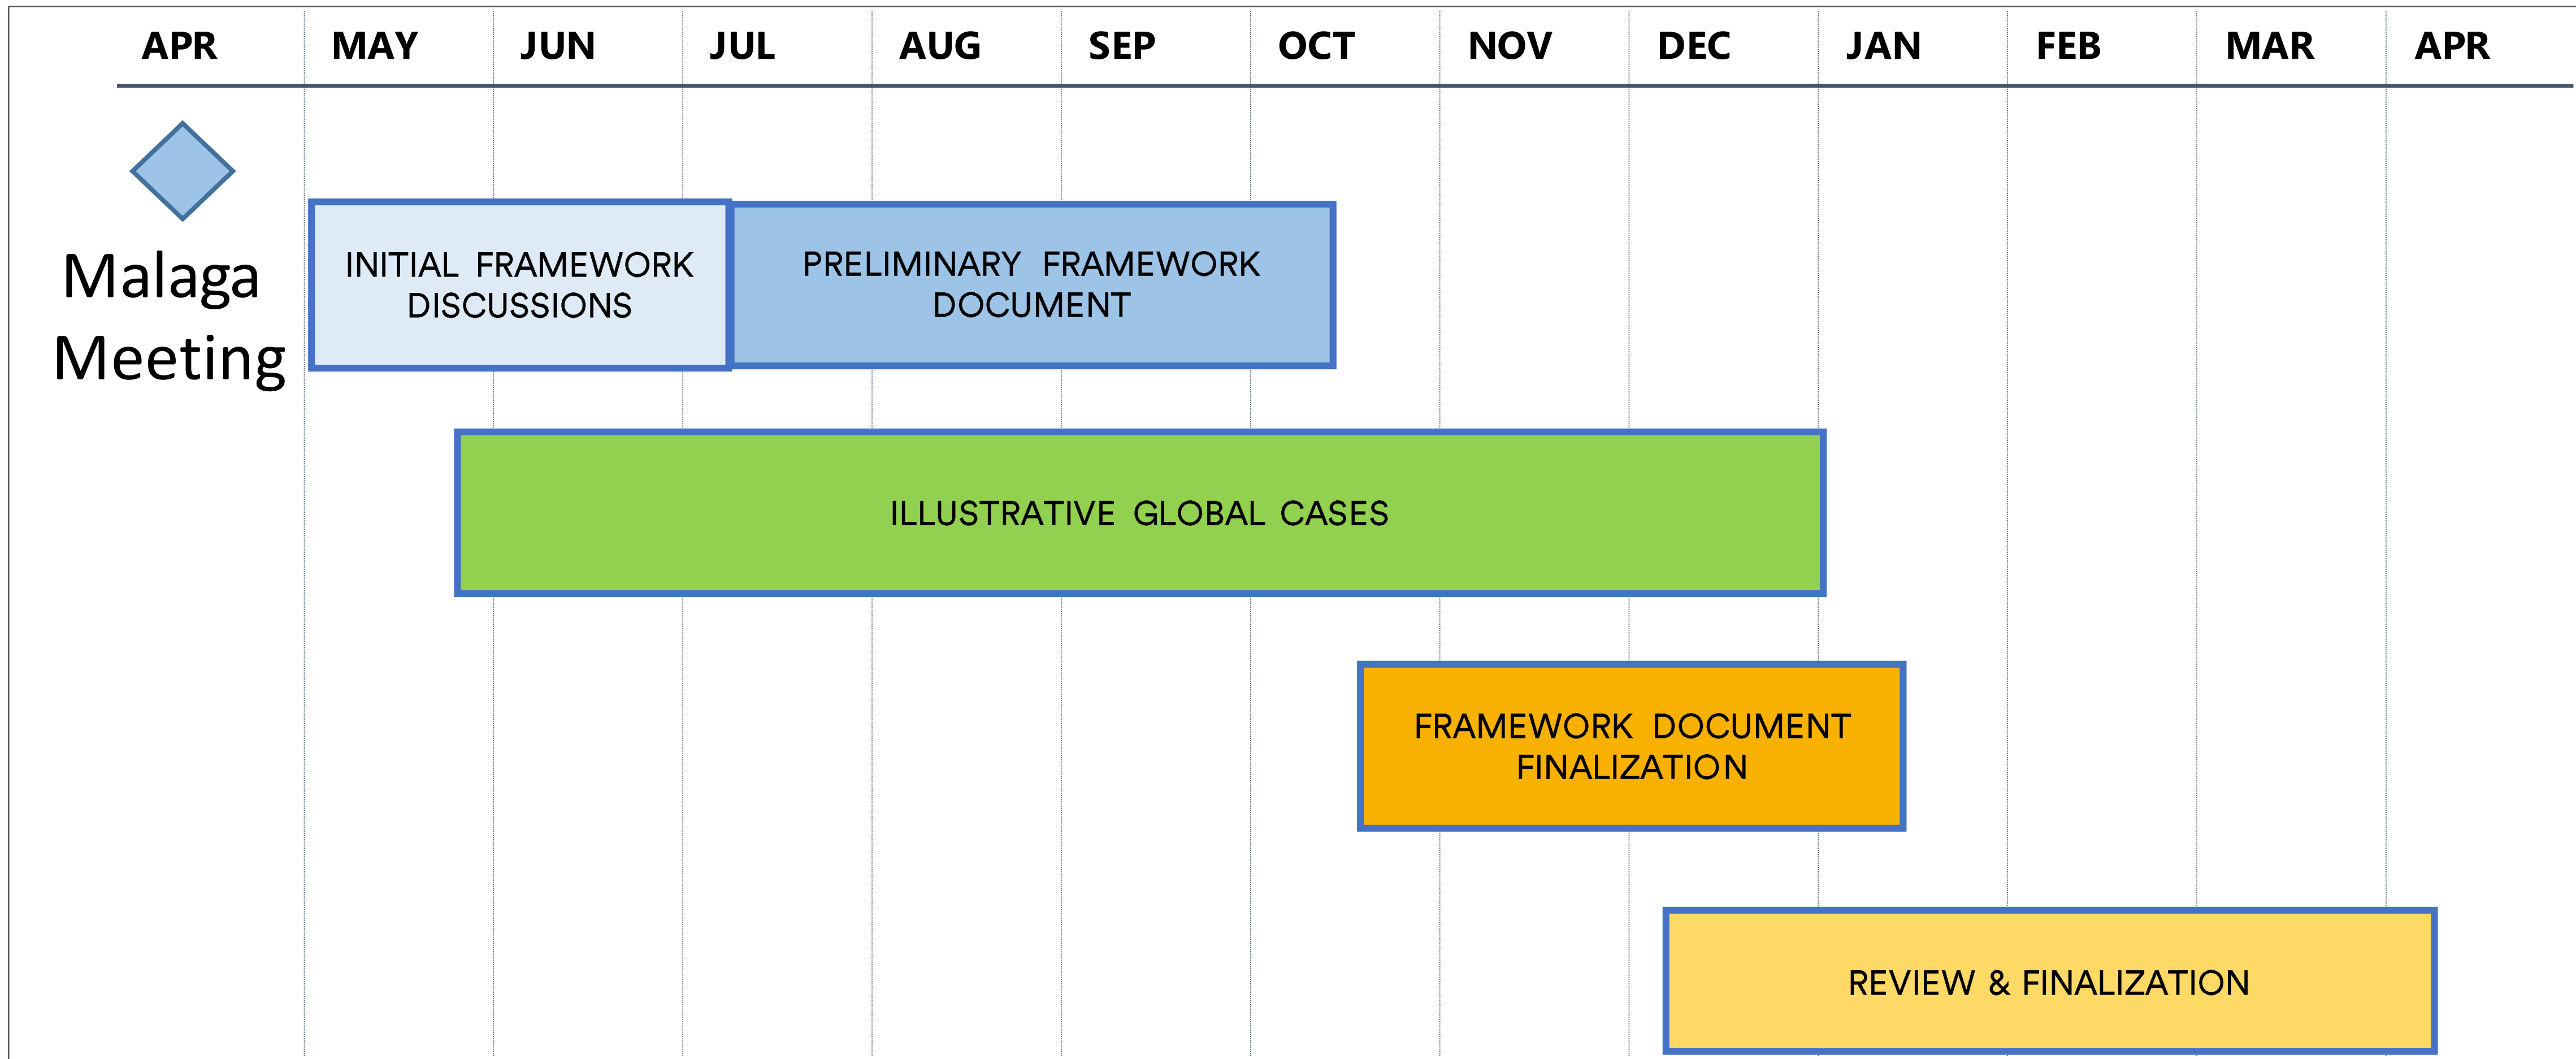 APR MAY JUN JUL AUG SEP OCT NOV DEC JAN FEB MAR APR
Malaga
Meeting
INITIAL FRAMEWORK
DISCUSSIONS
PRELIMINARY FRAMEWORK
DOCUMENT
ILLUSTRATIVE GLOBAL CASES
FRAMEWORK DOCUMENT
FINALIZATION
REVIEW & FINALIZATION